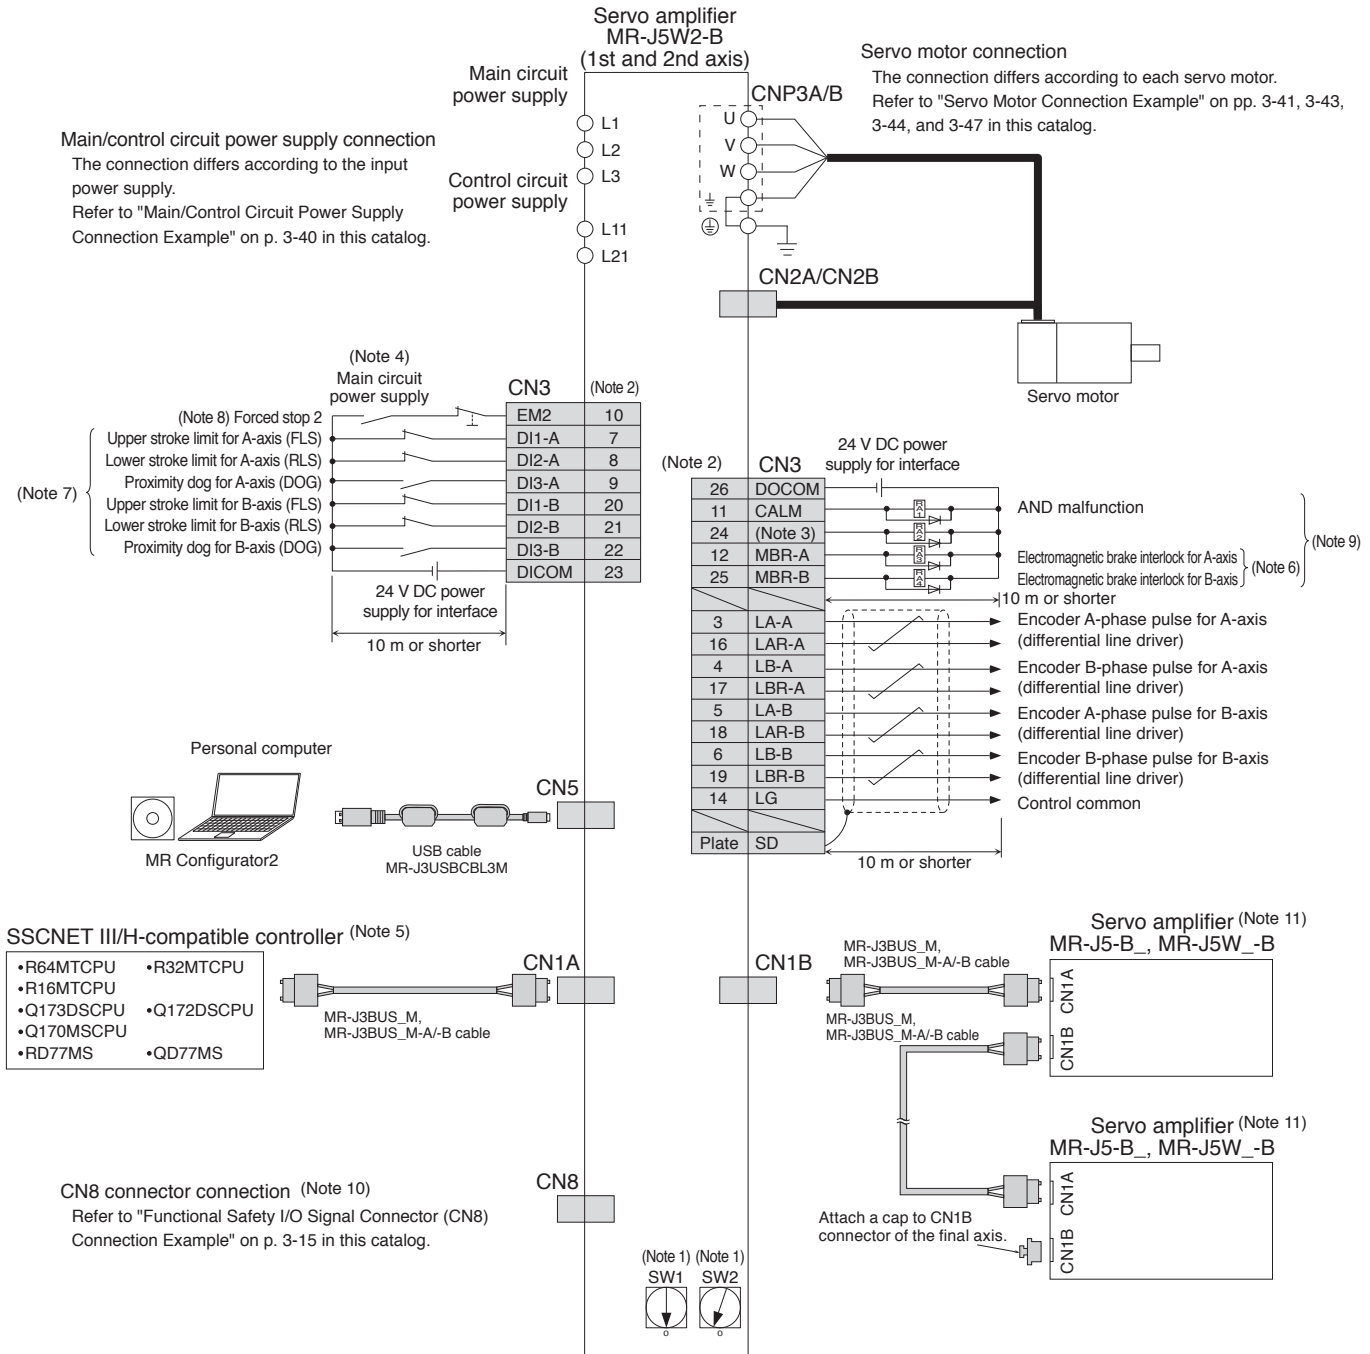 Servo amplifier
MR-J5W2-B
(1st and 2nd axis)
Main circuit
power supply
L1
L2
L3
Control circuit
power supply
L11
L21
Main/control circuit power supply connection
The connection differs according to the input
power supply.
Refer to "Main/Control Circuit Power Supply
Connection Example" on p. 3-40 in this catalog.
CNP3A/B
U
V
W
Servo motor connection
The connection differs according to each servo motor.
Refer to "Servo Motor Connection Example" on pp. 3-41, 3-43,
3-44, and 3-47 in this catalog.
CN2A/CN2B
Servo motor
(Note 4)
Main circuit
power supply
CN3 (Note 2)
(Note 8) Forced stop 2 EM2 10
Upper stroke limit for A-axis (FLS) DI1-A 7
Lower stroke limit for A-axis (RLS) DI2-A 8
Proximity dog for A-axis (DOG) DI3-A 9
(Note 7)
Upper stroke limit for B-axis (FLS) DI1-B 20
Lower stroke limit for B-axis (RLS) DI2-B 21
Proximity dog for B-axis (DOG) DI3-B 22
DICOM 23
24 V DC power
supply for interface
10 m or shorter
(Note 2) CN3
24 V DC power
supply for interface
26 DOCOM
11 CALM RA1 AND malfunction
24 (Note 3) RA2
12 MBR-A RA3 Electromagnetic brake interlock for A-axis
25 MBR-B RA4 Electromagnetic brake interlock for B-axis
(Note 6)
(Note 9)
10 m or shorter
3 LA-A Encoder A-phase pulse for A-axis
16 LAR-A (differential line driver)
4 LB-A Encoder B-phase pulse for A-axis
17 LBR-A (differential line driver)
5 LA-B Encoder A-phase pulse for B-axis
18 LAR-B (differential line driver)
6 LB-B Encoder B-phase pulse for B-axis
19 LBR-B (differential line driver)
14 LG Control common
Plate SD
10 m or shorter
Personal computer
MR Configurator2
USB cable
MR-J3USBCBL3M
CN5
SSCNET III/H-compatible controller (Note 5)
•R64MTCPU •R32MTCPU
•R16MTCPU
•Q173DSCPU •Q172DSCPU
•Q170MSCPU
•RD77MS •QD77MS
MR-J3BUS_M,
MR-J3BUS_M-A/-B cable
CN1A
CN1B
MR-J3BUS_M,
MR-J3BUS_M-A/-B cable
MR-J3BUS_M,
MR-J3BUS_M-A/-B cable
Servo amplifier (Note 11)
MR-J5-B_, MR-J5W_-B
CN1A
CN1B
Servo amplifier (Note 11)
MR-J5-B_, MR-J5W_-B
CN1A
CN1B
Attach a cap to CN1B
connector of the final axis.
CN8 connector connection (Note 10)
Refer to "Functional Safety I/O Signal Connector (CN8)
Connection Example" on p. 3-15 in this catalog.
CN8
(Note 1) (Note 1)
SW1 SW2
0 0